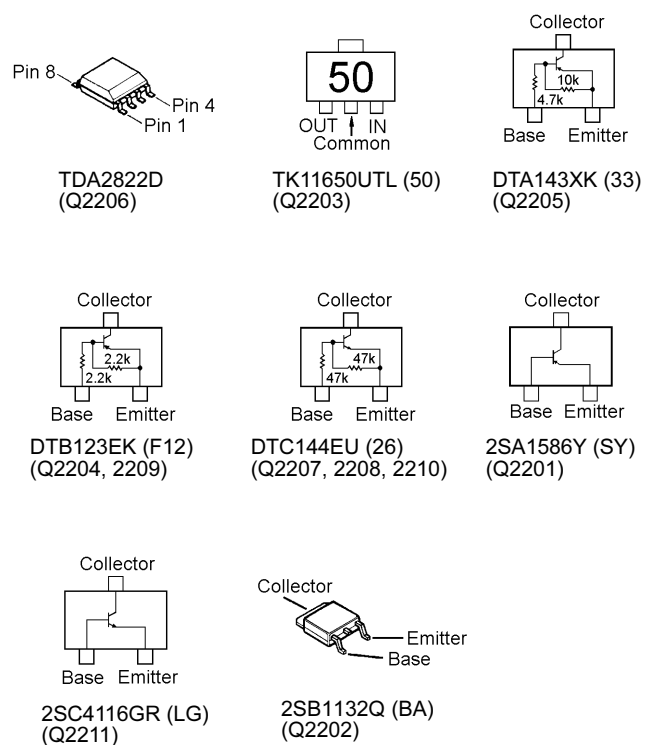 Pin 8
Pin 4
Pin 1
TDA2822D
(Q2206)
50
OUT
IN
Common
TK11650UTL (50)
(Q2203)
Collector
10k
4.7k
Base
Emitter
DTA143XK (33)
(Q2205)
Collector
2.2k
2.2k
Base
Emitter
DTB123EK (F12)
(Q2204, 2209)
Collector
47k
47k
Base
Emitter
DTC144EU (26)
(Q2207, 2208, 2210)
Collector
Base
Emitter
2SA1586Y (SY)
(Q2201)
Collector
Base
Emitter
2SC4116GR (LG)
(Q2211)
Collector
Emitter
Base
2SB1132Q (BA)
(Q2202)